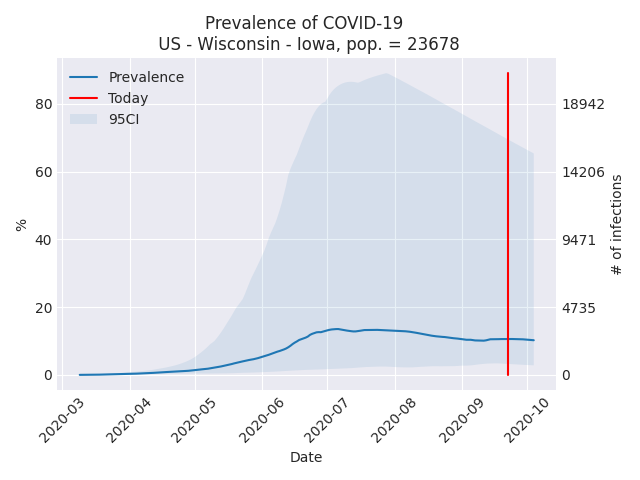 Prevalence of COVID-19
US - Wisconsin - Iowa, pop. = 23678
Prevalence
Today
95CI
80
60
40
20
0
%
18942
14206
9471
4735
0
# of infections
2020-03
2020-04
2020-05
2020-06
2020-07
2020-08
2020-09
2020-10
Date